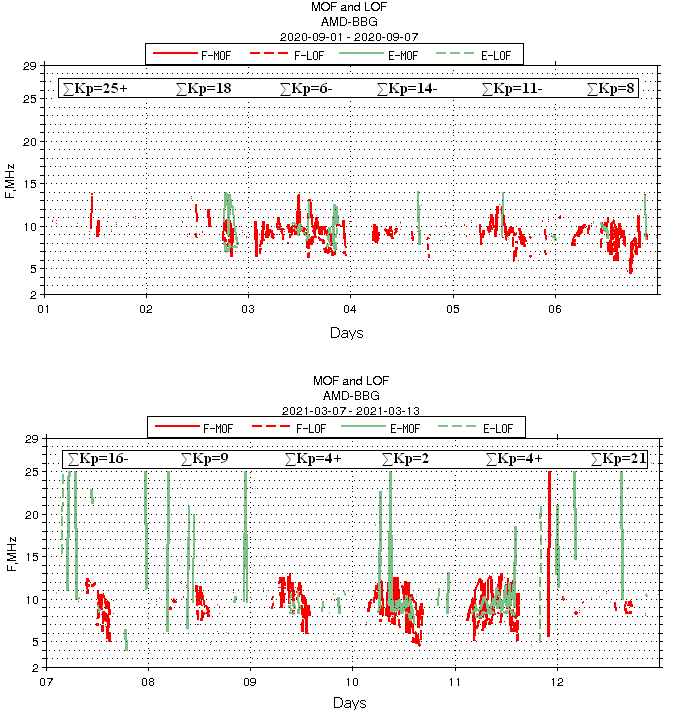 MOF and LOF
AMD-BBG
2020-09-01 - 2020-09-07
F-MOF F-LOF E-MOF E-LOF
29
∑Kp=25+ ∑Kp=18 ∑Kp=6- ∑Kp=14- ∑Kp=11- ∑Kp=8
25
20
15
F,MHz
10
5
2
01 02 03 04 05 06
Days
MOF and LOF
AMD-BBG
2021-03-07 - 2021-03-13
F-MOF F-LOF E-MOF E-LOF
29
∑Kp=16- ∑Kp=9 ∑Kp=4+ ∑Kp=2 ∑Kp=4+ ∑Kp=21
25
20
15
F,MHz
10
5
2
07 08 09 10 11 12
Days